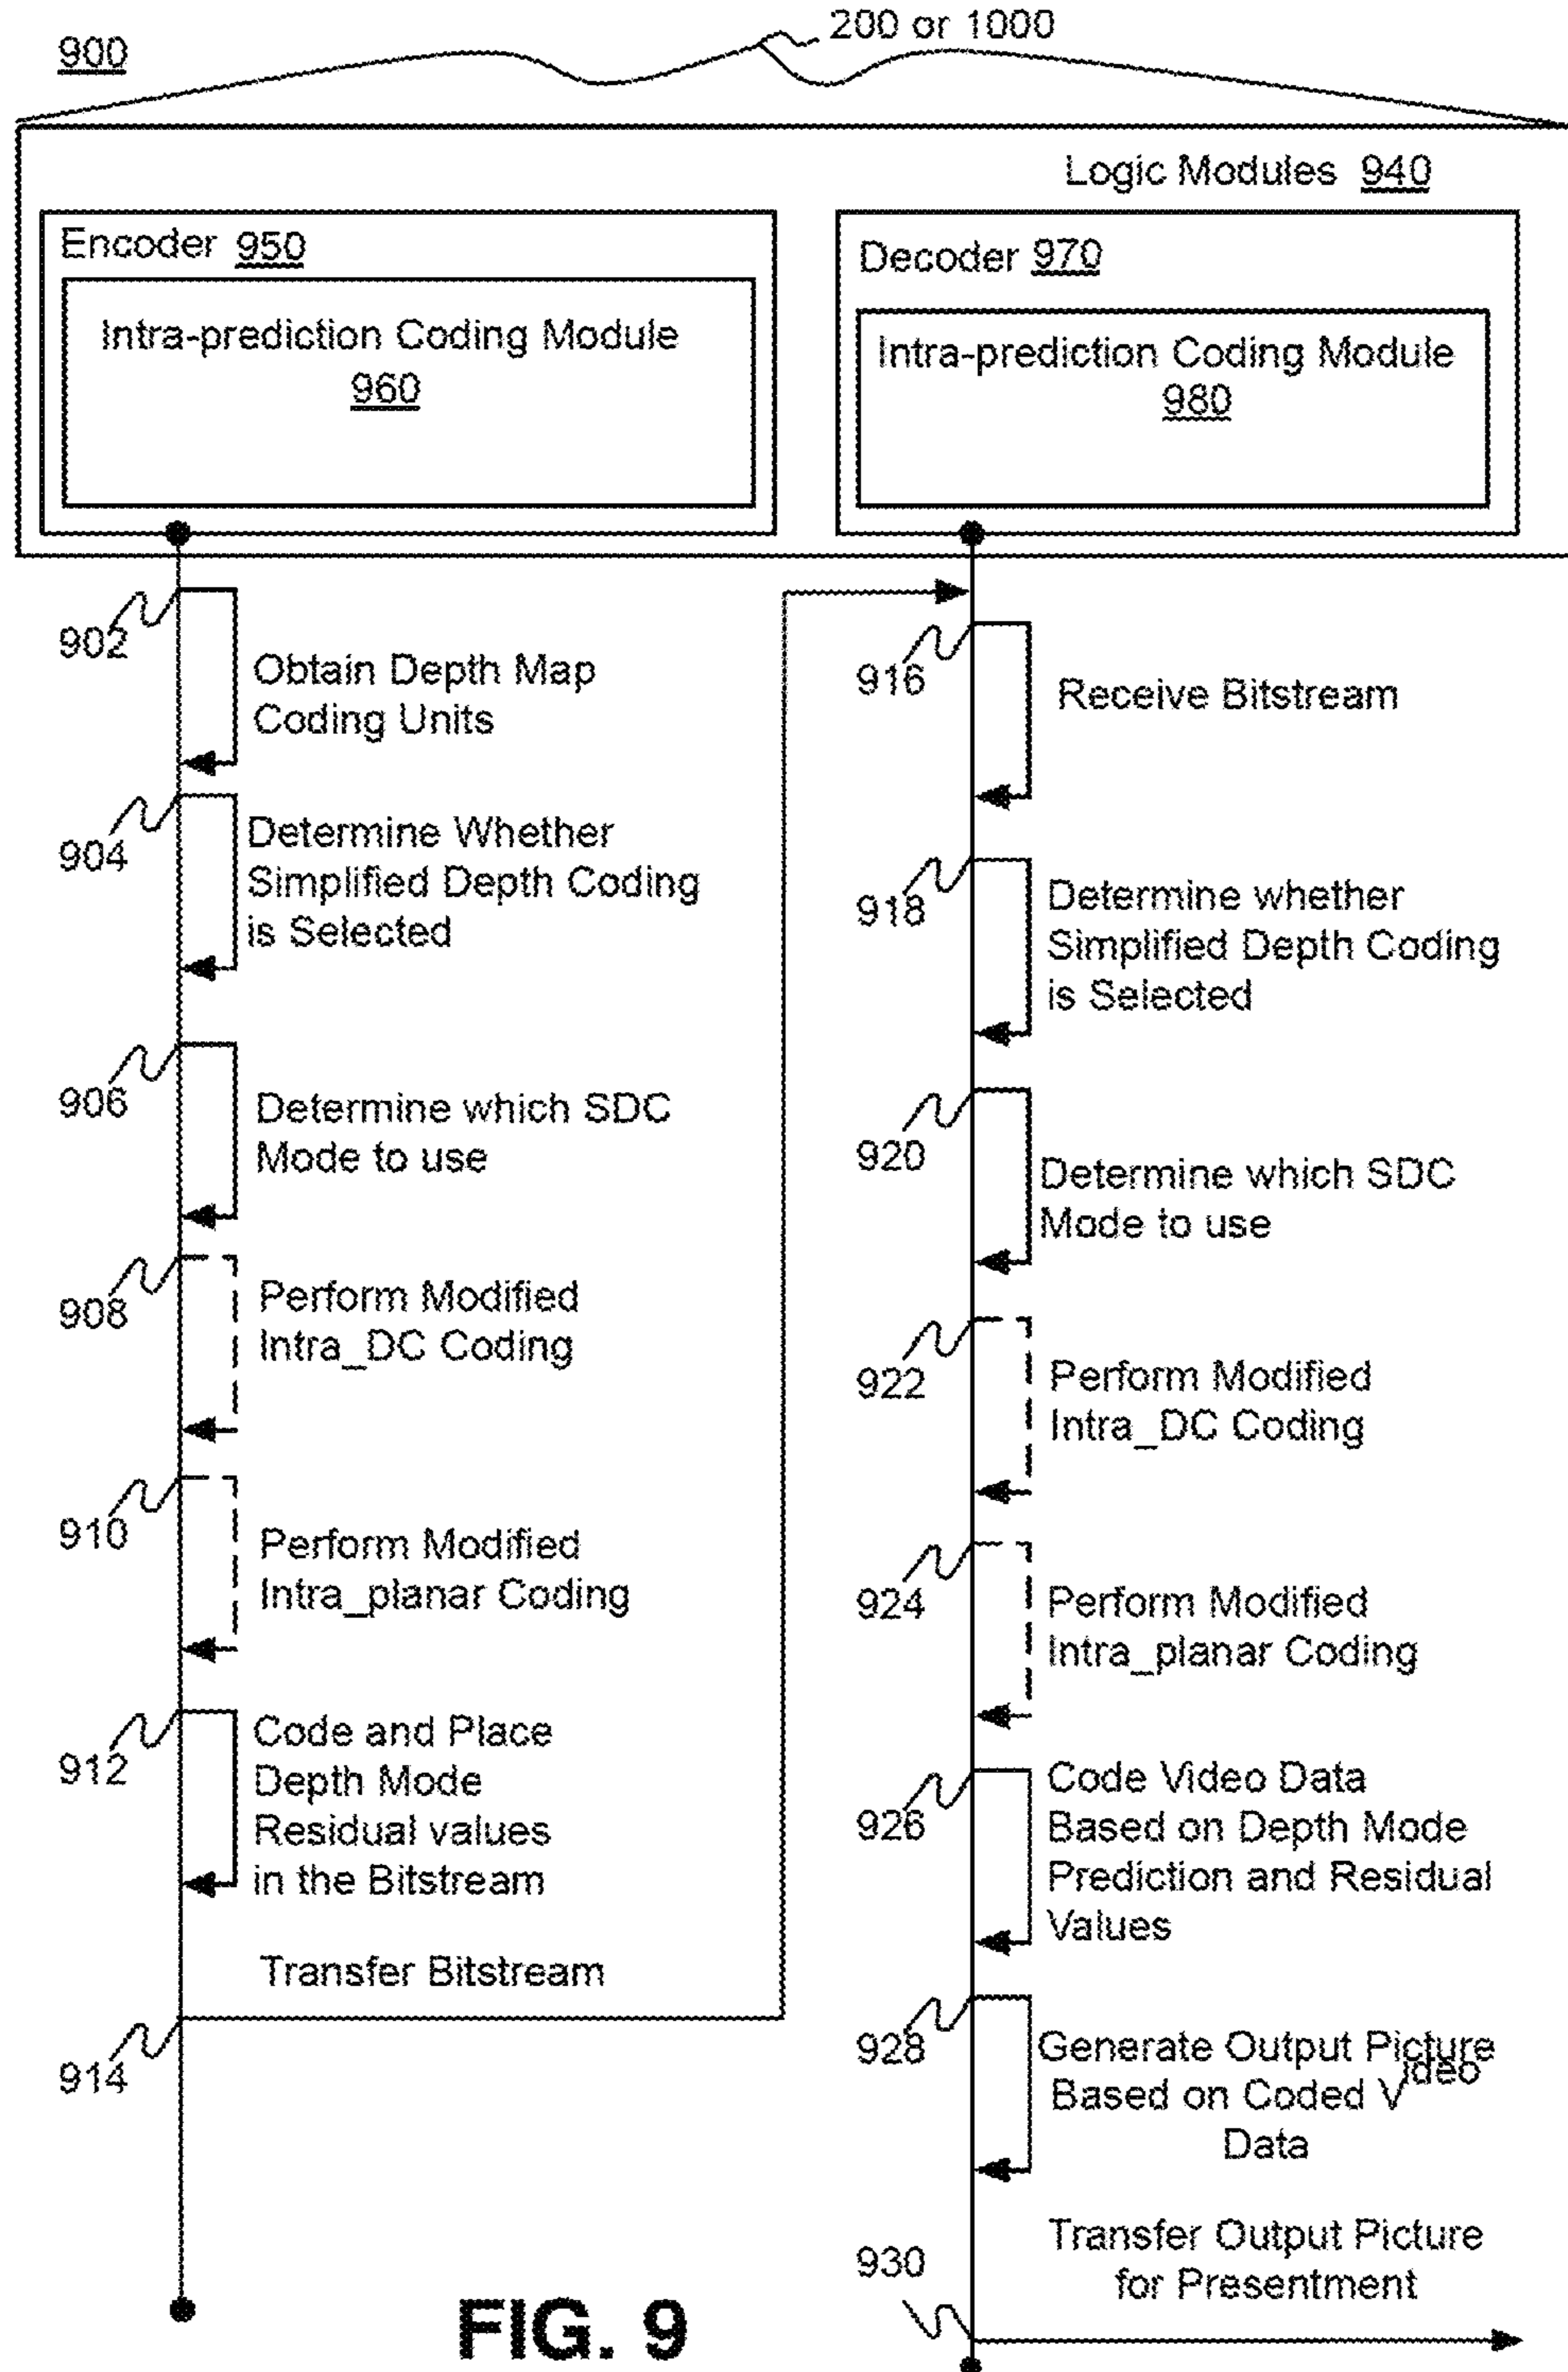 200 or 1000
900
Logic Modules 940
Encoder 950
Intra-prediction Coding Module
960
Decoder 970
Intra-prediction Coding Module
980
902
Obtain Depth Map
Coding Units
904
Determine Whether
Simplified Depth Coding
is Selected
906
Determine which SDC
Mode to use
908
Perform Modified
Intra_DC Coding
910
Perform Modified
Intra_planar Coding
912
Code and Place
Depth Mode
Residual values
in the Bitstream
Transfer Bitstream
914
916
Receive Bitstream
918
Determine whether
Simplified Depth Coding
is Selected
920
Determine which SDC
Mode to use
922
Perform Modified
Intra_DC Coding
924
Perform Modified
Intra_planar Coding
926
Code Video Data
Based on Depth Mode
Prediction and Residual
Values
928
Generate Output Picture
Based on Coded Video
Data
930
Transfer Output Picture
for Presentment
FIG. 9